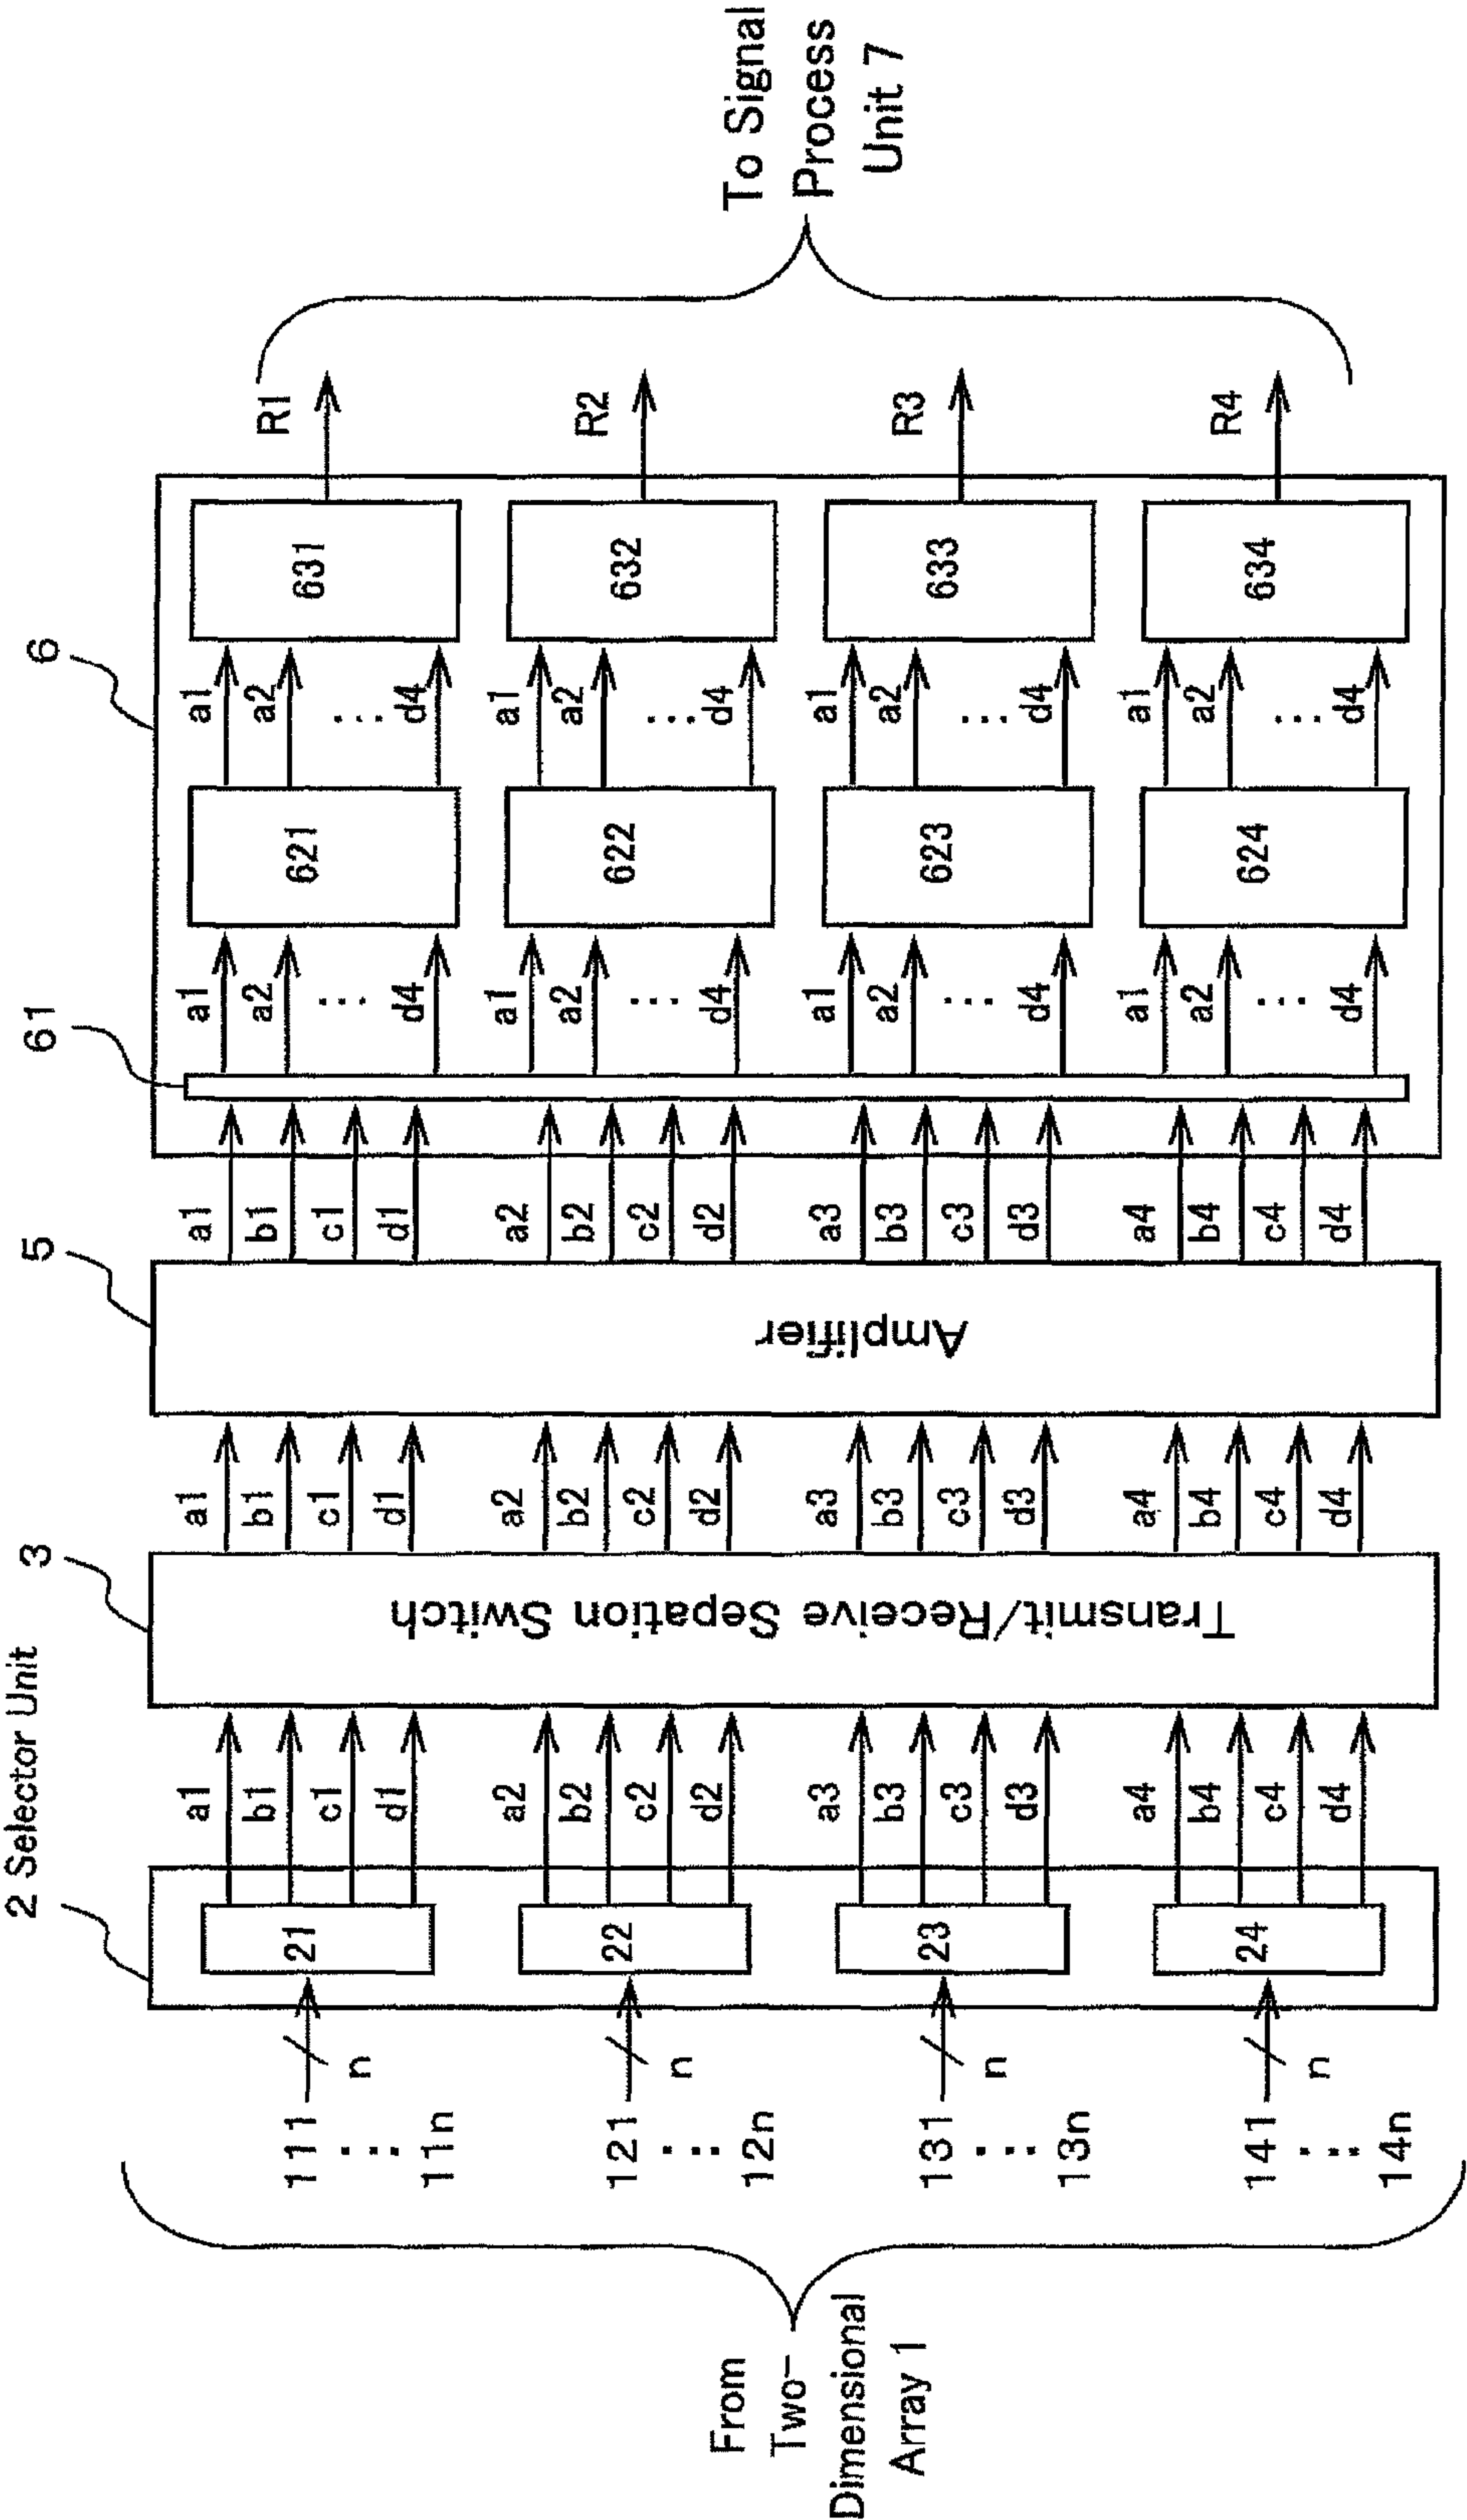 From
Two-
Dimensional
Array 1
111
⋮
11n
n
121
⋮
12n
n
131
⋮
13n
n
141
⋮
14n
n
2 Selector Unit
21
22
23
24
a1
b1
c1
d1
a2
b2
c2
d2
a3
b3
c3
d3
a4
b4
c4
d4
3
Transmit/Receive Sepation Switch
a1
b1
c1
d1
a2
b2
c2
d2
a3
b3
c3
d3
a4
b4
c4
d4
5
Amplifier
a1
b1
c1
d1
a2
b2
c2
d2
a3
b3
c3
d3
a4
b4
c4
d4
6
61
a1
a2
...
d4
a1
a2
...
d4
a1
a2
...
d4
a1
a2
...
d4
621
622
623
624
a1
a2
...
d4
a1
a2
...
d4
a1
a2
...
d4
a1
a2
...
d4
631
632
633
634
R1
R2
R3
R4
To Signal
Process
Unit 7